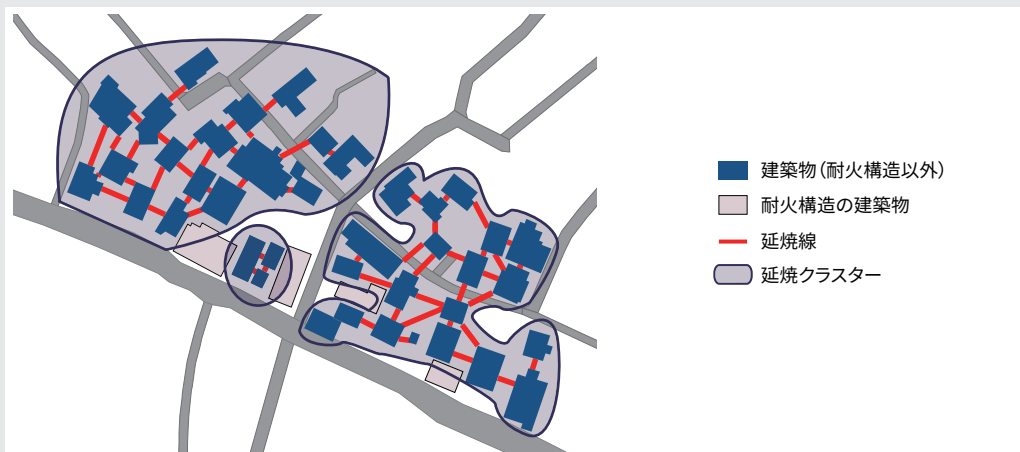 建築物（耐火構造以外）
耐火構造の建築物
延焼線
延焼クラスター